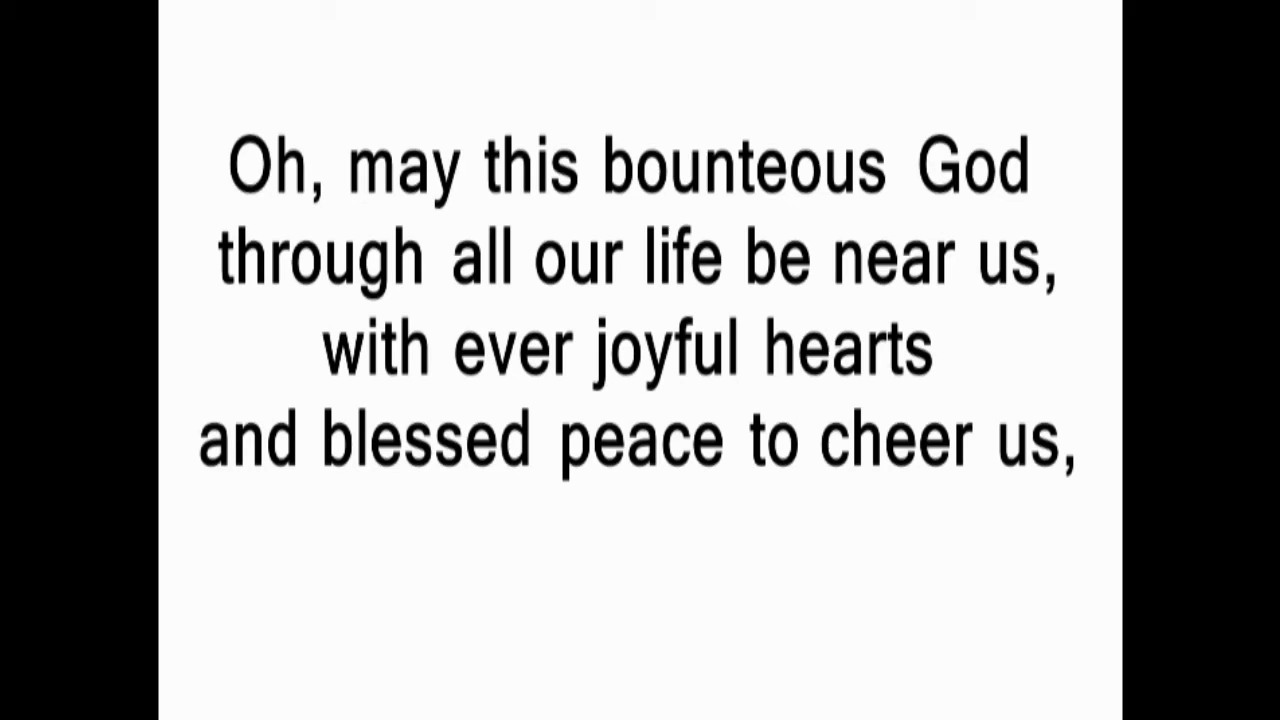 Oh, may this bounteous God
through all our life be near us,
with ever joyful hearts
and blessed peace to cheer us,